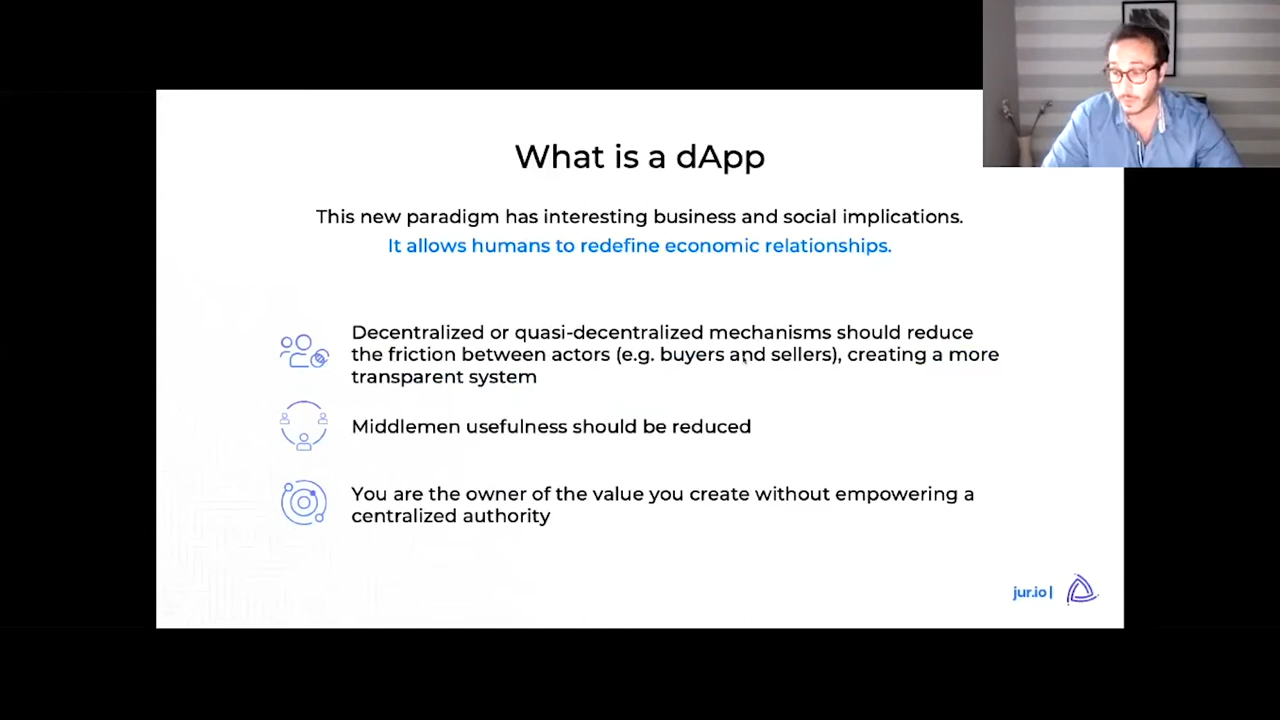 What is a dApp
This new paradigm has interesting business and social implications.
It allows humans to redefine economic relationships.
Decentralized or quasi-decentralized mechanisms should reduce
the friction between actors (e.g. buyers and sellers), creating a more
transparent system
Middlemen usefulness should be reduced
You are the owner of the value you create without empowering a
centralized authority
jur.io |